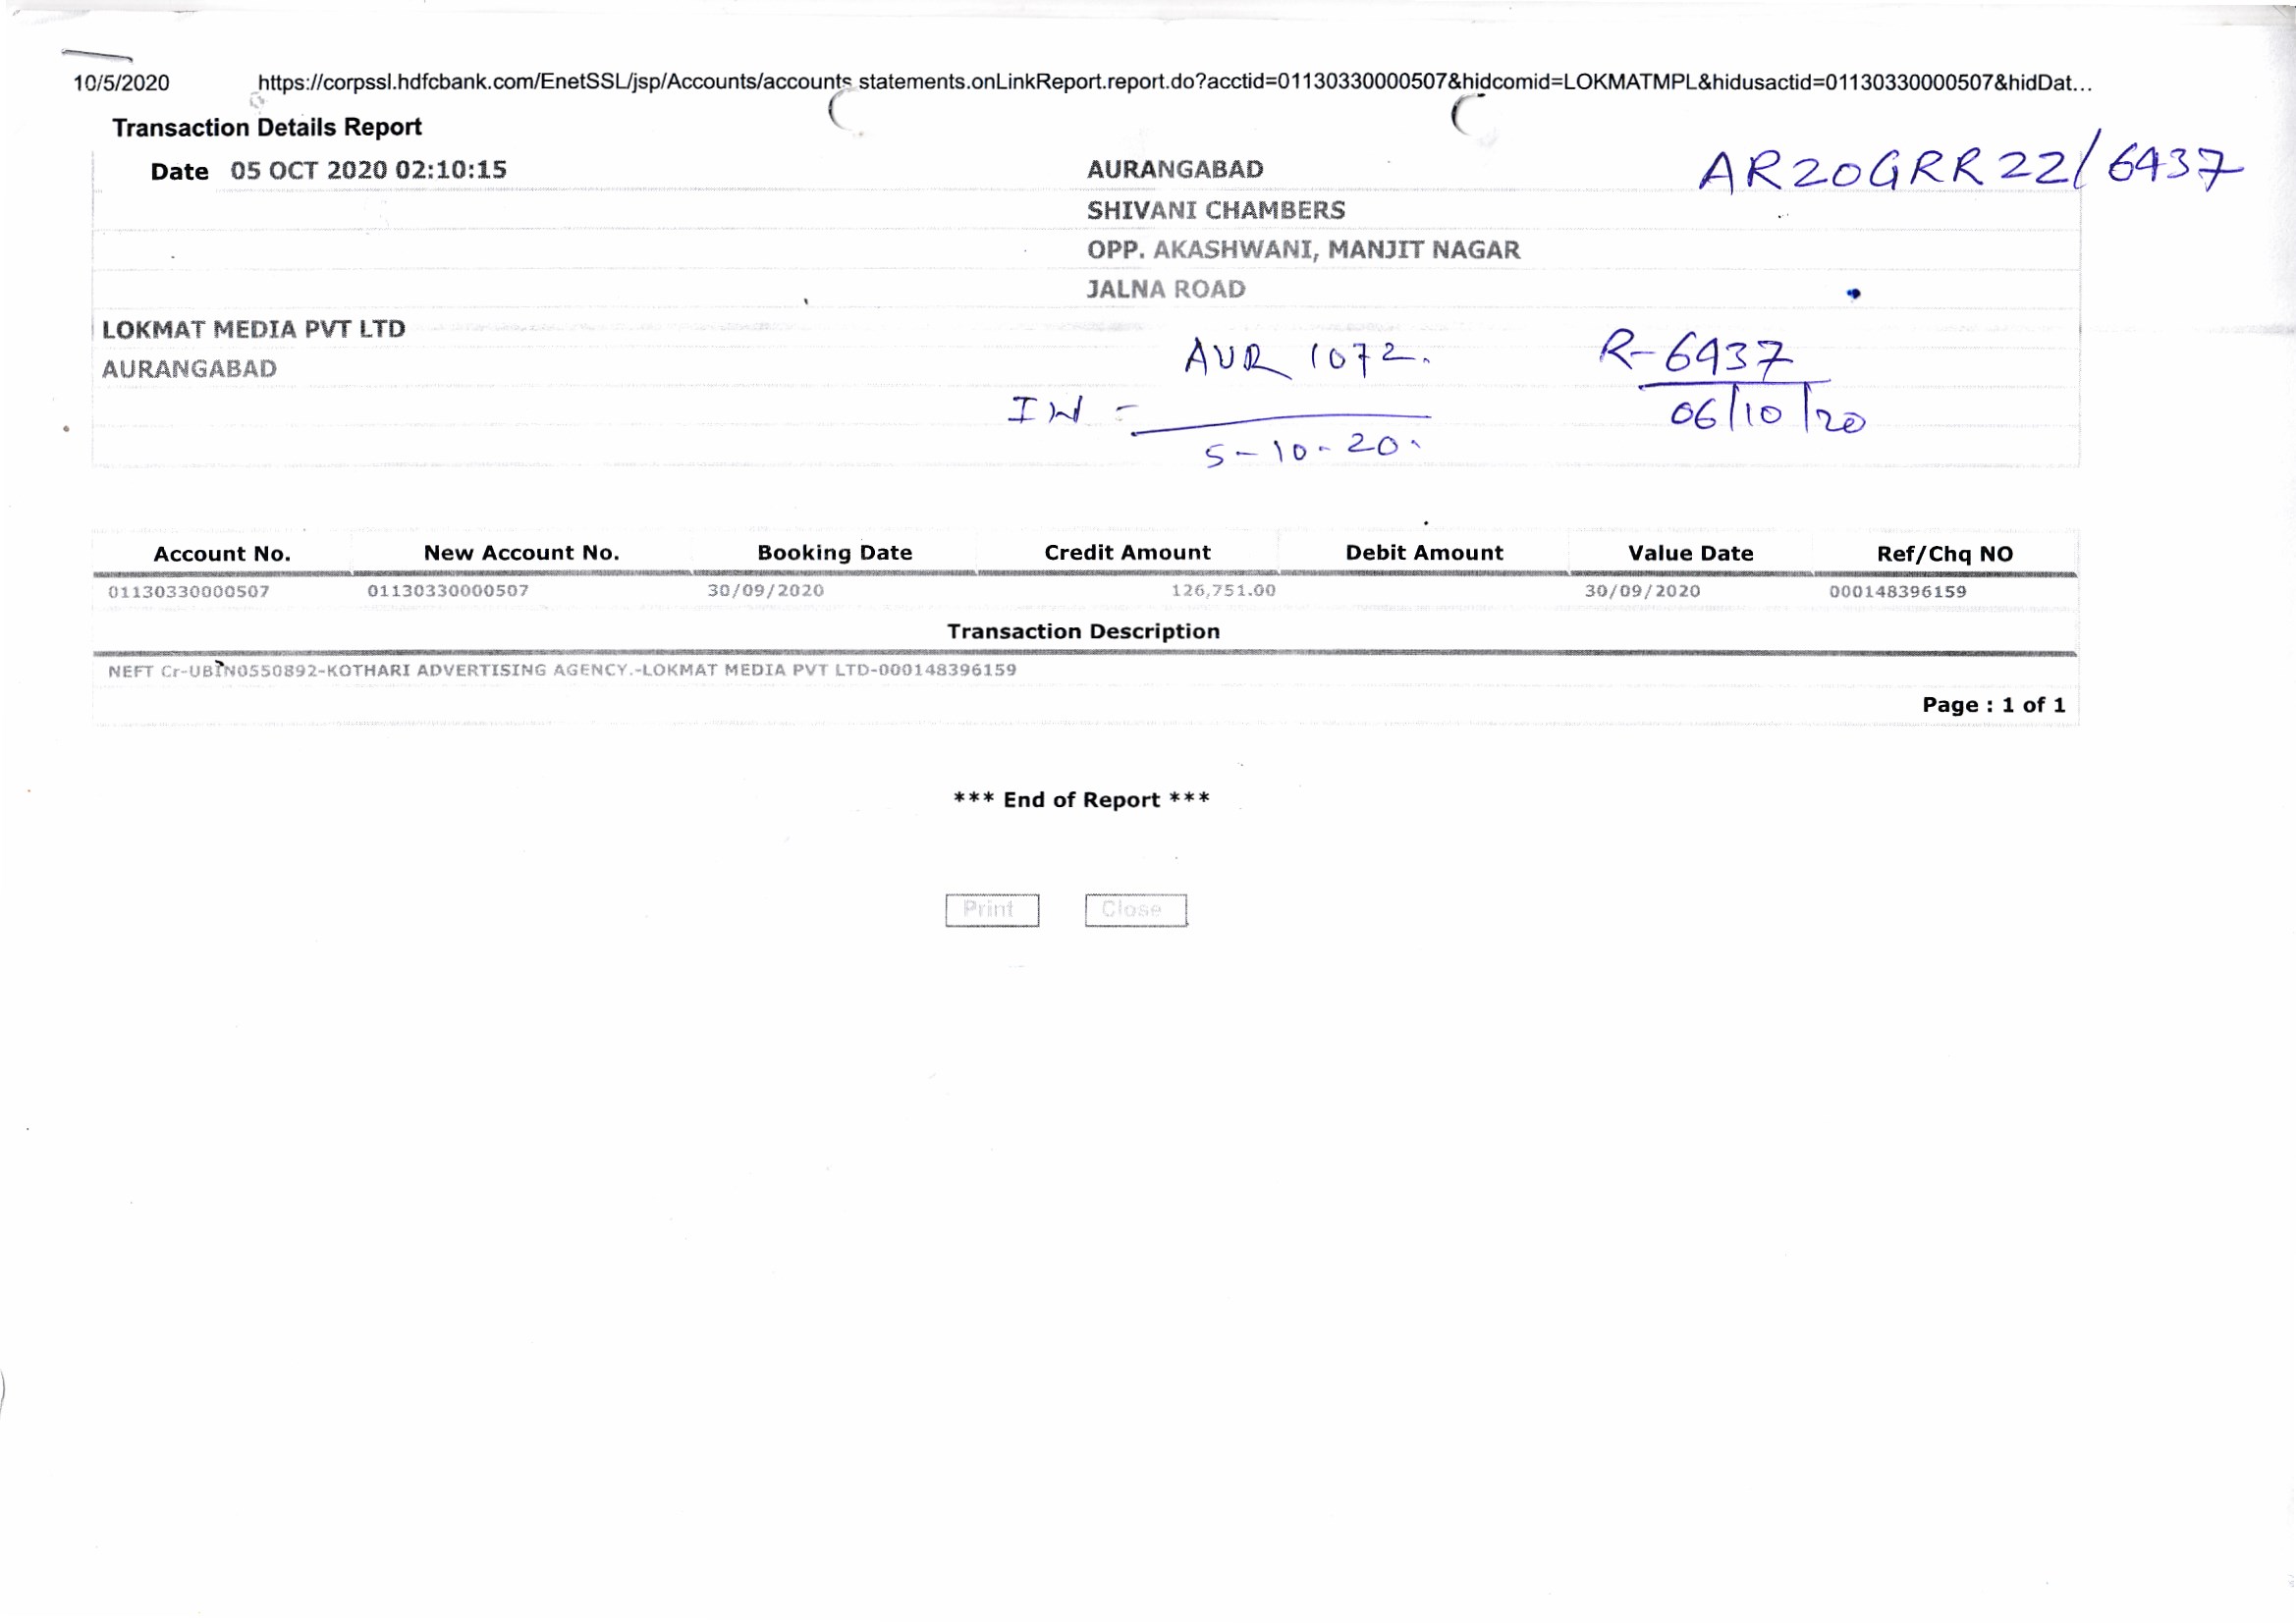 10/5/2020 https://corpssl.hdfcbank.com/EnetSSL/jsp/Accounts/accounts_statements.onLinkReport.report.do?acctid=01130330000507&hidcomid=LOKMATMPL&hidusactid=01130330000507&hidDat...
Transaction Details Report
Date 05 OCT 2020 02:10:15 AURANGABAD
AR20GRR22/6937
SHIVANI CHAMBERS
OPP. AKASHWANI, MANJIT NAGAR
JALNA ROAD
LOKMAT MEDIA PVT LTD
AURANGABAD
AUR 1072.
IW -
5-10-20.
R-6937
06/10/20
Account No. New Account No. Booking Date Credit Amount Debit Amount Value Date Ref/Chq NO
01130330000507 01130330000507 30/09/2020 126,751.00 30/09/2020 000148396159
Transaction Description
NEFT Cr-UBIN0550892-KOTHARI ADVERTISING AGENCY.-LOKMAT MEDIA PVT LTD-000148396159
Page : 1 of 1
*** End of Report ***
Print Close